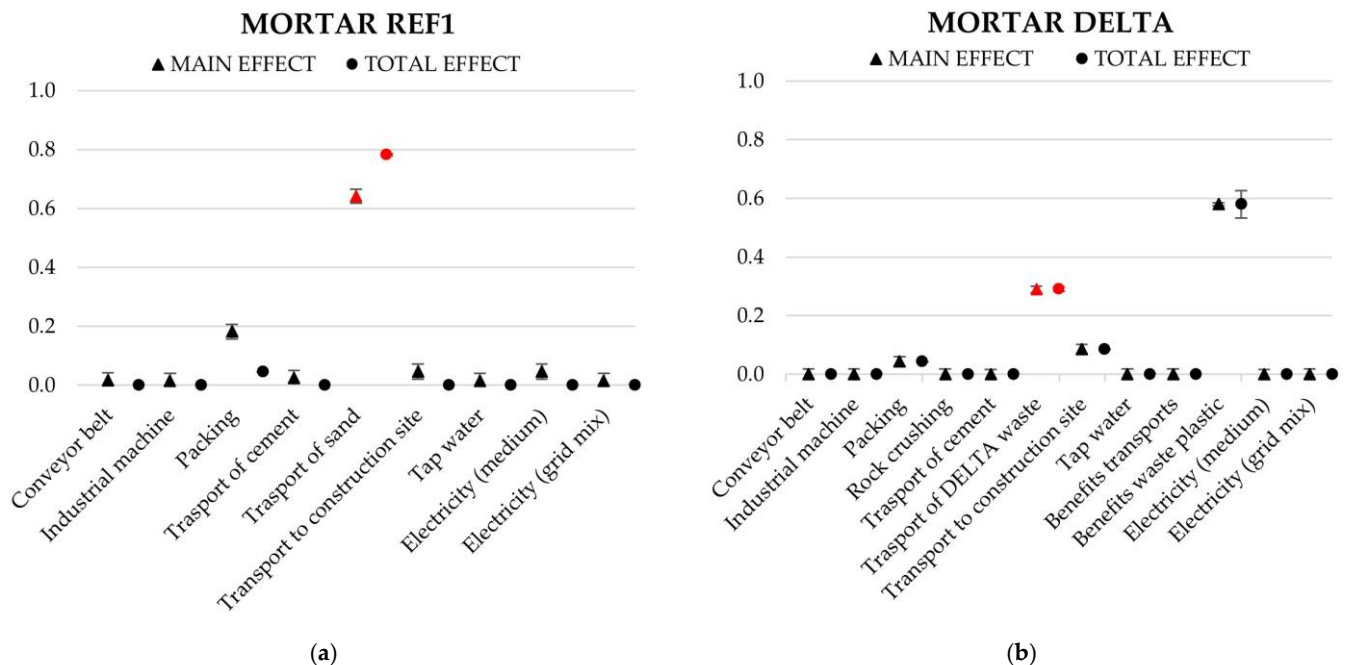 MORTAR REF1
▲ MAIN EFFECT ● TOTAL EFFECT
1.0
0.8
0.6
0.4
0.2
0.0
Conveyor belt
Industrial machine
Packing
Trasport of cement
Trasport of sand
Transport to construction site
Tap water
Electricity (medium)
Electricity (grid mix)
(a)
MORTAR DELTA
▲ MAIN EFFECT ● TOTAL EFFECT
1.0
0.8
0.6
0.4
0.2
0.0
Conveyor belt
Industrial machine
Packing
Rock crushing
Trasport of cement
Trasport of DELTA waste
Transport to construction site
Tap water
Benefits transports
Benefits waste plastic
Electricity (medium)
Electricity (grid mix)
(b)